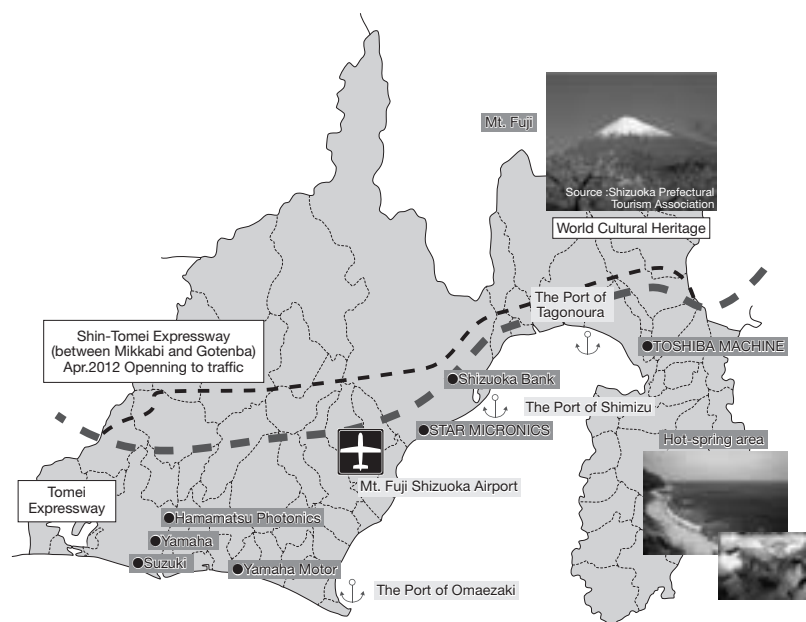 Mt. Fuji
Source :Shizuoka Prefectural
Tourism Association
World Cultural Heritage
The Port of
Tagonoura
Shin-Tomei Expressway
(between Mikkabi and Gotenba)
Apr.2012 Openning to traffic
TOSHIBA MACHINE
Shizuoka Bank
The Port of Shimizu
STAR MICRONICS
Hot-spring area
Mt. Fuji Shizuoka Airport
Tomei
Expressway
Hamamatsu Photonics
Yamaha
Suzuki
Yamaha Motor
The Port of Omaezaki